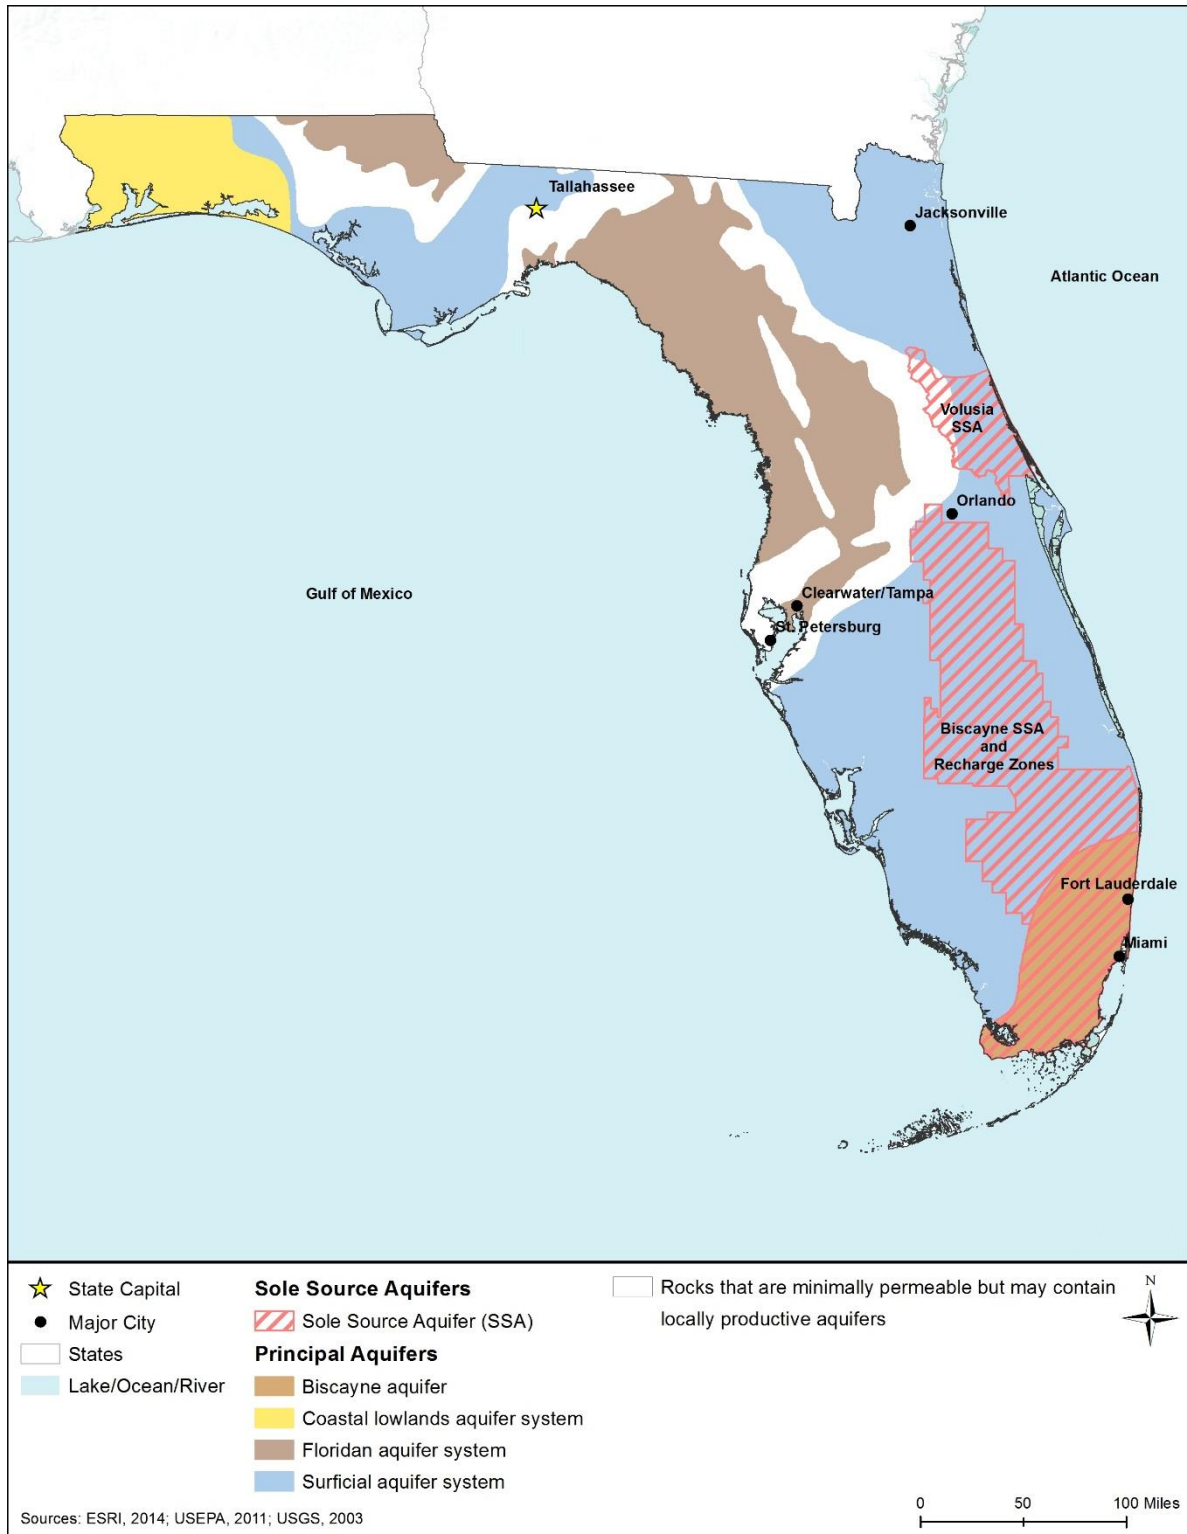 Tallahassee
Jacksonville
Atlantic Ocean
Volusia
SSA
Orlando
Gulf of Mexico
Clearwater/Tampa
St. Petersburg
Biscayne SSA
and
Recharge Zones
Fort Lauderdale
Miami
State Capital
Major City
States
Lake/Ocean/River
Sole Source Aquifers
Sole Source Aquifer (SSA)
Principal Aquifers
Biscayne aquifer
Coastal lowlands aquifer system
Floridan aquifer system
Surficial aquifer system
Rocks that are minimally permeable but may contain
locally productive aquifers
N
Sources: ESRI, 2014; USEPA, 2011; USGS, 2003
0 50 100 Miles